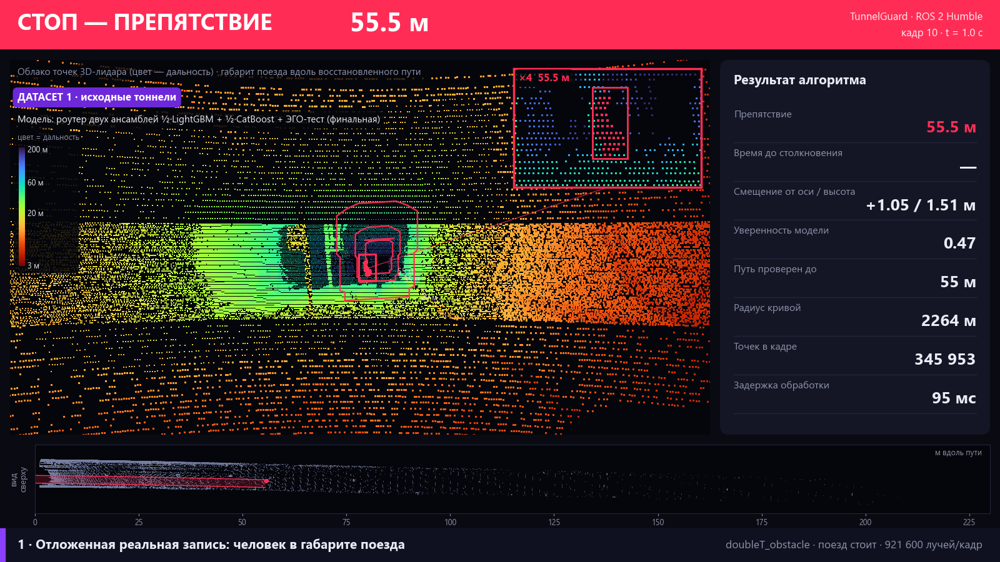 СТОП — ПРЕПЯТСТВИЕ
55.5 м
TunnelGuard · ROS 2 Humble
кадр 10 · t = 1.0 с
Облако точек 3D-лидара (цвет — дальность) · габарит поезда вдоль восстановленного пути
ДАТАСЕТ 1 · исходные тоннели
Модель: роутер двух ансамблей ½·LightGBM + ½·CatBoost + ЭГО-тест (финальная)
цвет = дальность
200 м
60 м
20 м
3 м
×4 55.5 м
Результат алгоритма
Препятствие
55.5 м
Время до столкновения
—
Смещение от оси / высота
+1.05 / 1.51 м
Уверенность модели
0.47
Путь проверен до
55 м
Радиус кривой
2264 м
Точек в кадре
345 953
Задержка обработки
95 мс
вид
сверху
м вдоль пути
0 25 50 75 100 125 150 175 200 225
1 · Отложенная реальная запись: человек в габарите поезда
doubleT_obstacle · поезд стоит · 921 600 лучей/кадр